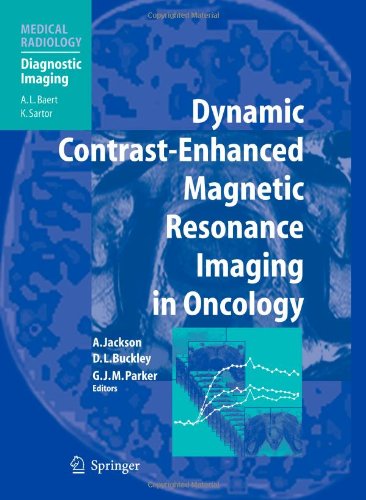 MEDICAL
RADIOLOGY
Diagnostic
Imaging
A. L. Baert
K. Sartor
Dynamic
Contrast-Enhanced
Magnetic
Resonance
Imaging
in Oncology
A. Jackson
D. L. Buckley
G. J. M. Parker
Editors
Springer